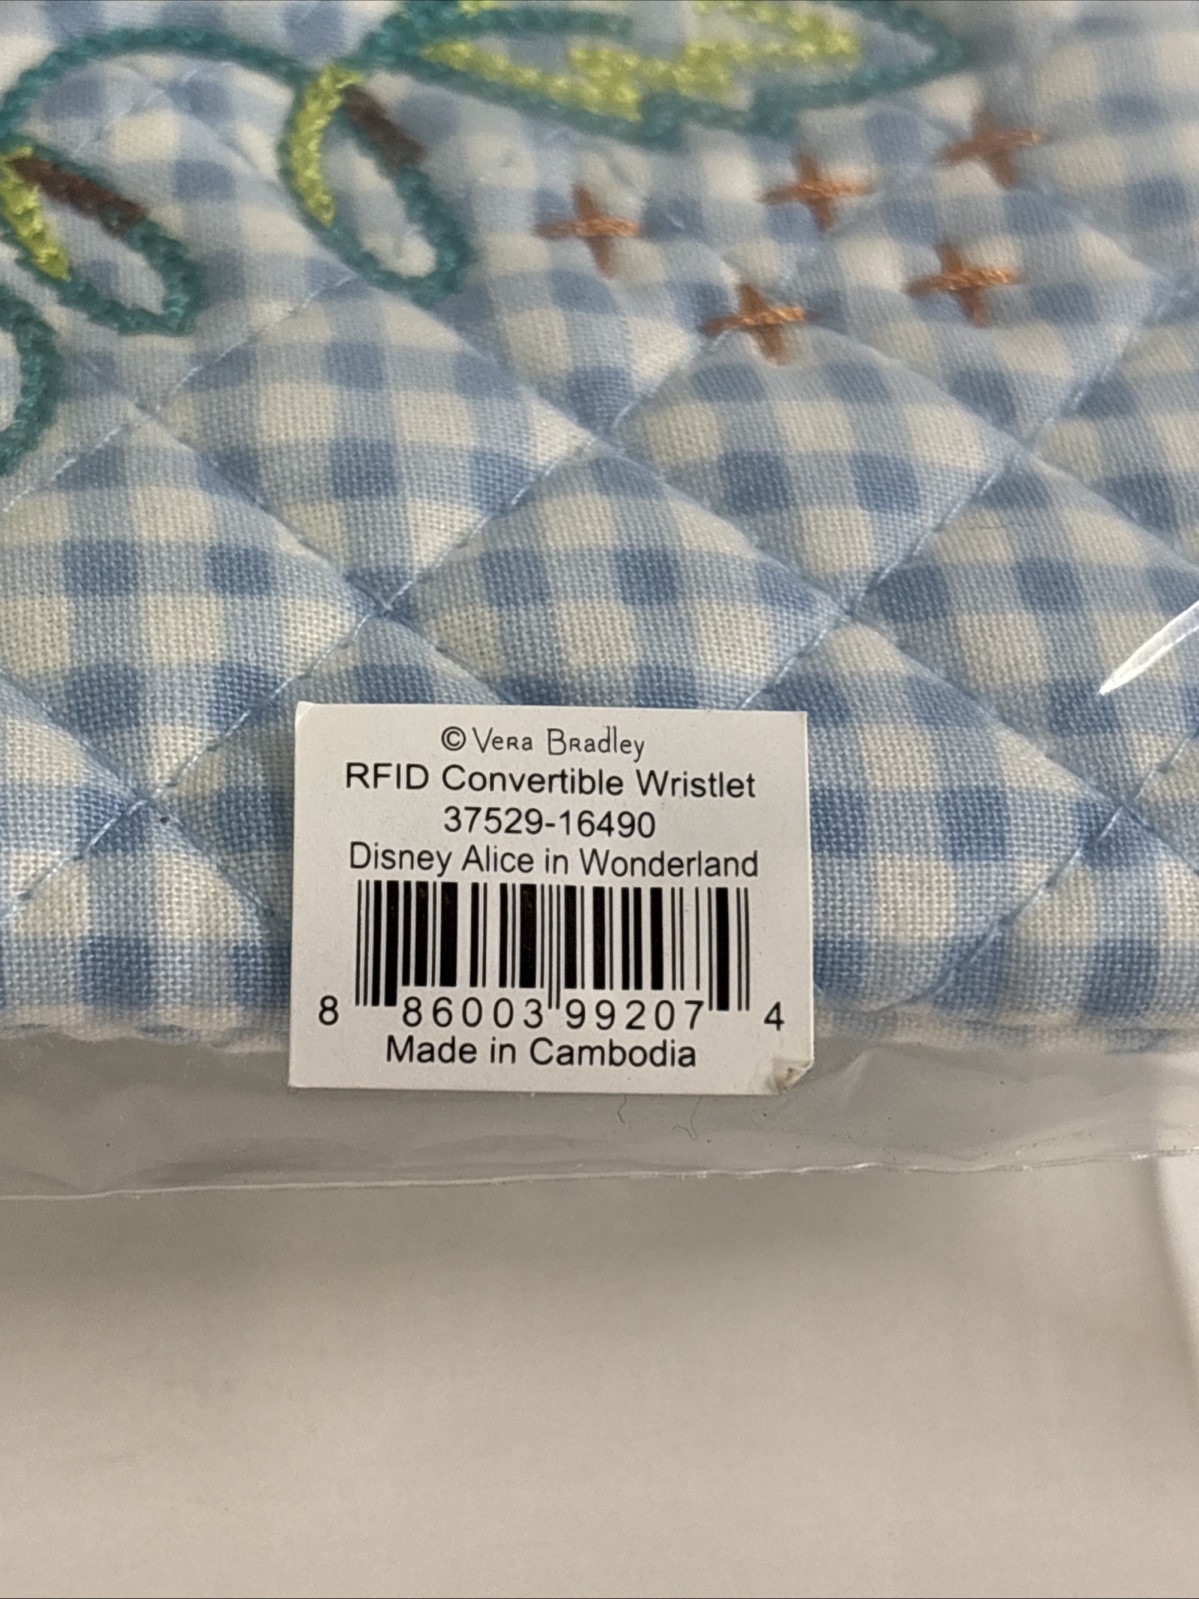 © Vera Bradley
RFID Convertible Wristlet
37529-16490
Disney Alice in Wonderland
8 86003 99207 4
Made in Cambodia